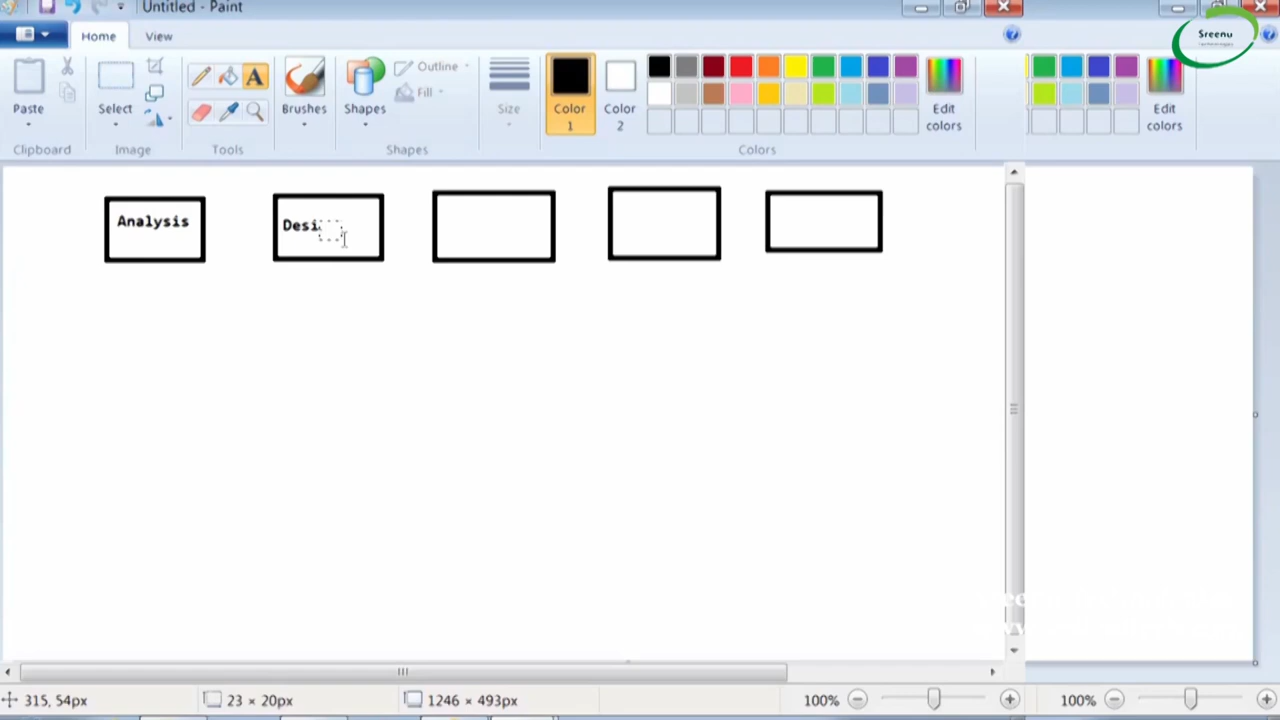 Untitled - Paint
Home View
Sreenu
Paste
Select
Brushes
Shapes
Outline
Fill
Size
Color 1
Color 2
Edit colors
Edit colors
Clipboard
Image
Tools
Shapes
Colors
Analysis
Desi
315, 54px
23 × 20px
1246 × 493px
100%
100%